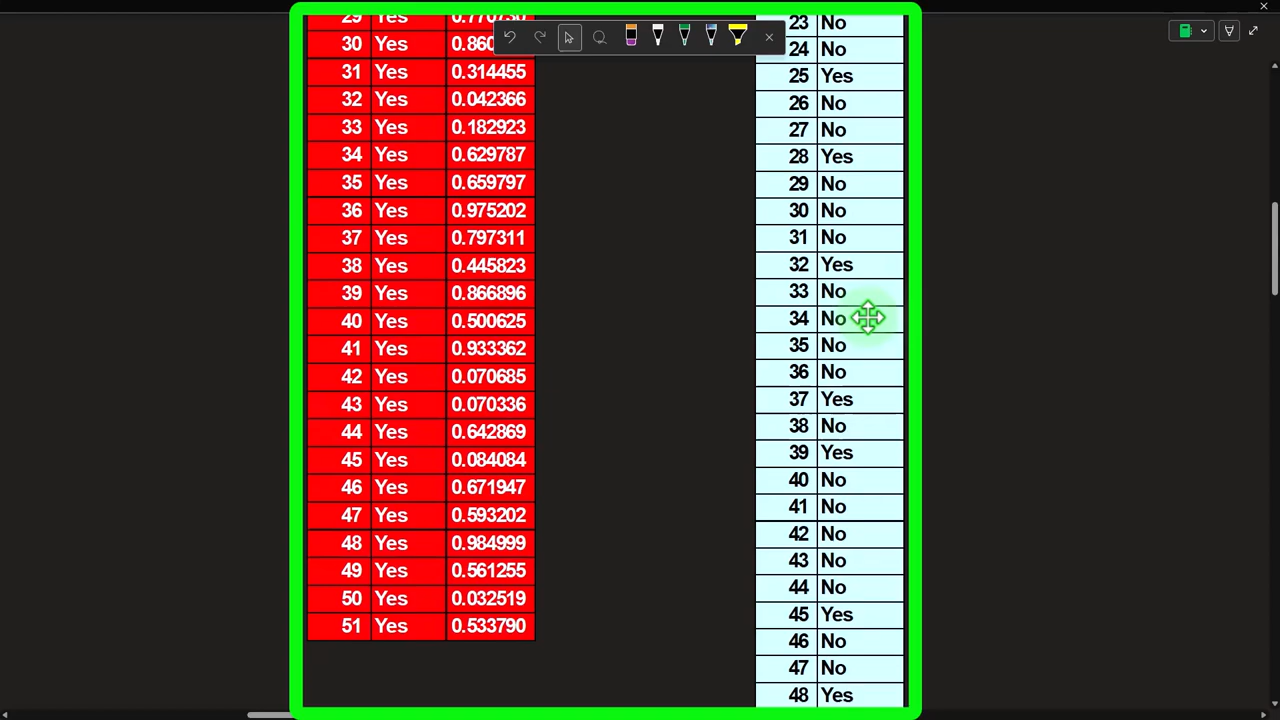 29 Yes 0.770730
30 Yes
31 Yes 0.314455
32 Yes 0.042366
33 Yes 0.182923
34 Yes 0.629787
35 Yes 0.659797
36 Yes 0.975202
37 Yes 0.797311
38 Yes 0.445823
39 Yes 0.866896
40 Yes 0.500625
41 Yes 0.933362
42 Yes 0.070685
43 Yes 0.070336
44 Yes 0.642869
45 Yes 0.084084
46 Yes 0.671947
47 Yes 0.593202
48 Yes 0.984999
49 Yes 0.561255
50 Yes 0.032519
51 Yes 0.533790
23 No
24 No
25 Yes
26 No
27 No
28 Yes
29 No
30 No
31 No
32 Yes
33 No
34 No
35 No
36 No
37 Yes
38 No
39 Yes
40 No
41 No
42 No
43 No
44 No
45 Yes
46 No
47 No
48 Yes